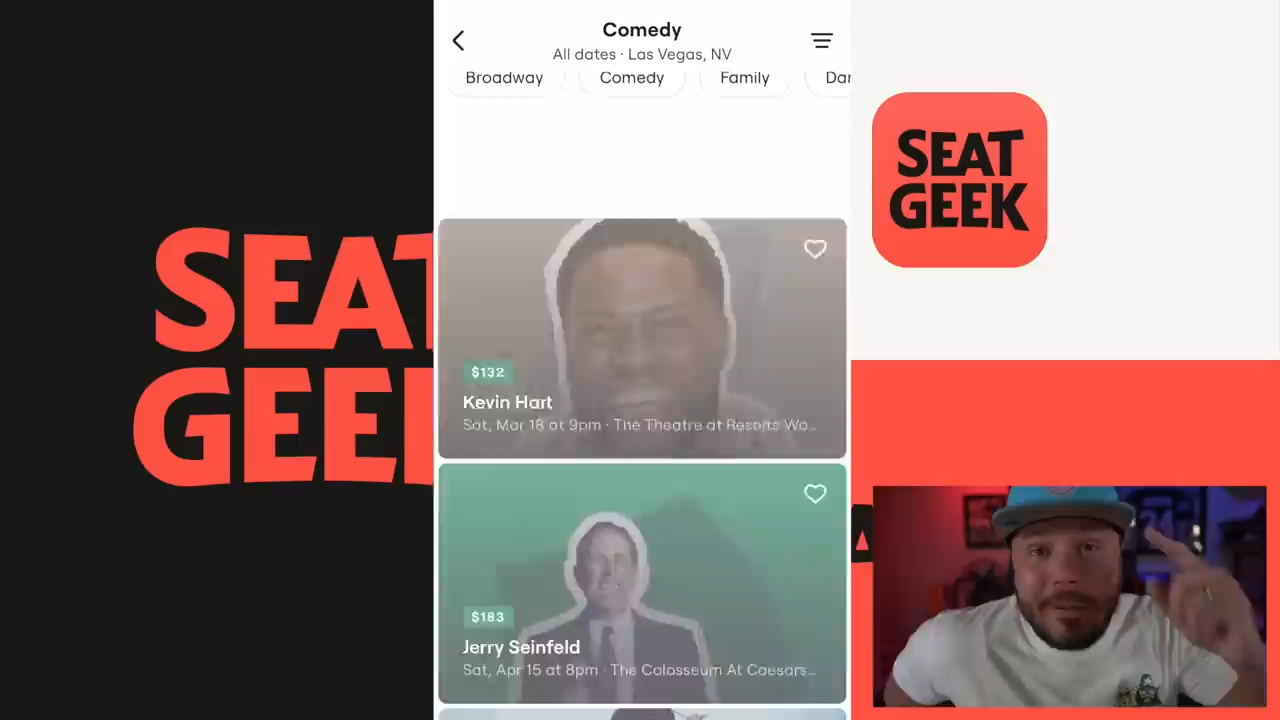 SEAT
GEEK
Comedy
All dates · Las Vegas, NV
Broadway
Comedy
Family
Dar
$132
Kevin Hart
Sat, Mar 18 at 9pm · The Theatre at Resorts Wo...
$183
Jerry Seinfeld
Sat, Apr 15 at 8pm · The Colosseum At Caesars...
SEAT
GEEK